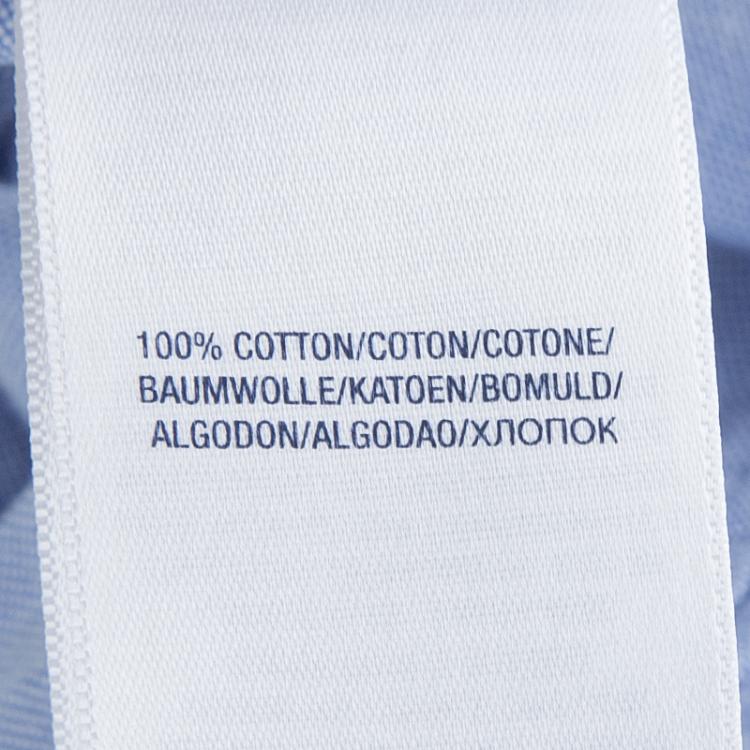 100% COTTON/COTON/COTONE/
BAUMWOLLE/KATOEN/BOMULD/
ALGODON/ALGODAO/ХЛОПОК